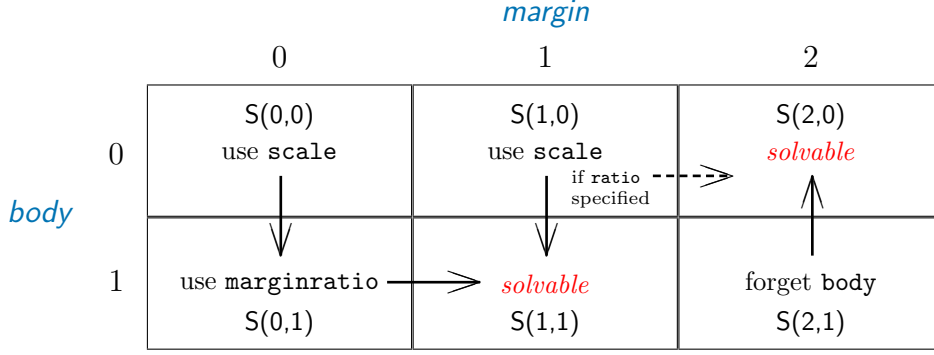 margin
0 1 2
S(0,0) S(1,0) S(2,0)
0 use scale use scale solvable
if ratio
specified
body
1 use marginratio solvable forget body
S(0,1) S(1,1) S(2,1)